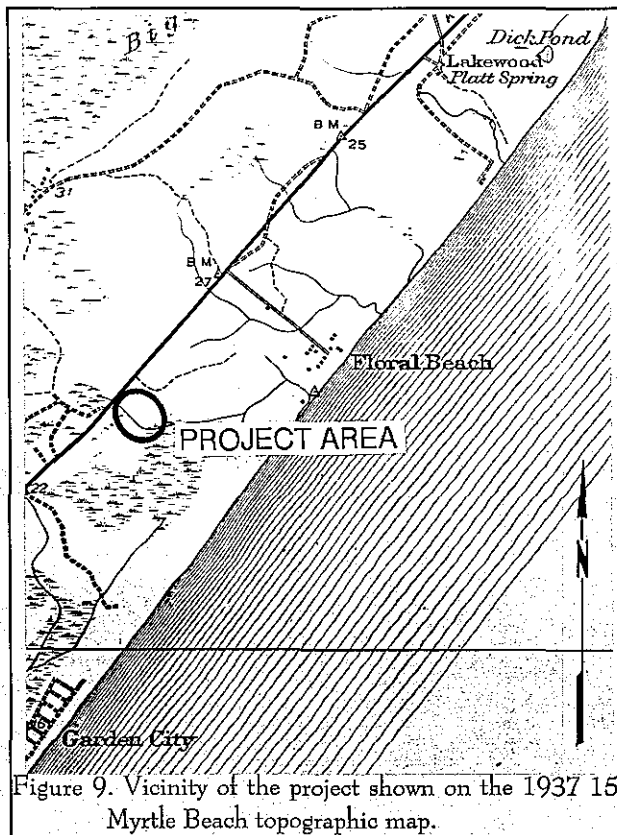 Big
Dick Pond
Lakewood
Platt Spring
BM
25
31
BM
27
Floral Beach
PROJECT AREA
22
N
Garden City
Figure 9. Vicinity of the project shown on the 1937 15
Myrtle Beach topographic map.